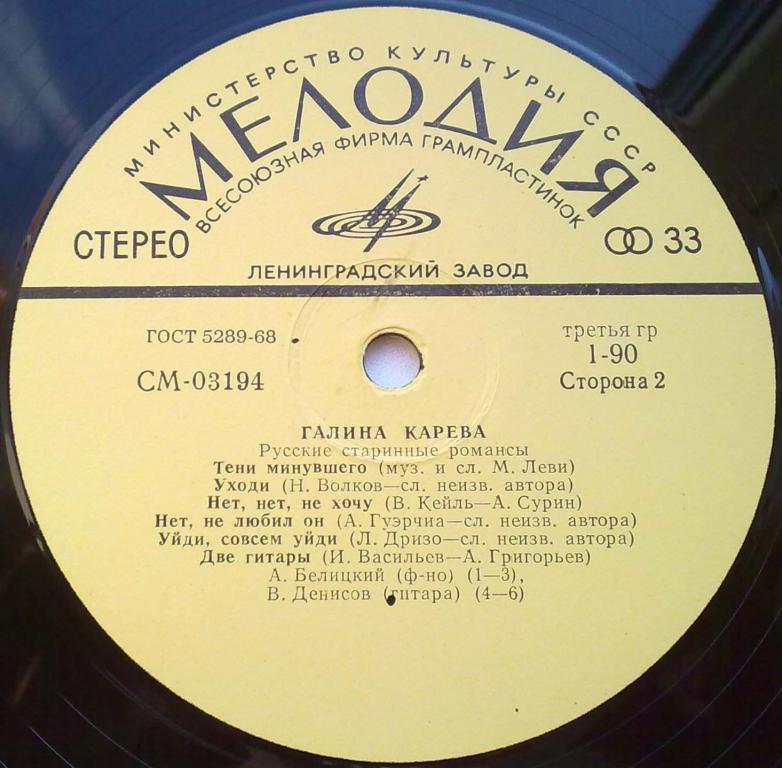 МИНИСТЕРСТВО КУЛЬТУРЫ СССР
МЕЛОДИЯ
ВСЕСОЮЗНАЯ ФИРМА ГРАМПЛАСТИНОК
СТЕРЕО
33
ЛЕНИНГРАДСКИЙ ЗАВОД
ГОСТ 5289-68
третья гр
СМ-03194
1-90
Сторона 2
ГАЛИНА КАРЕВА
Русские старинные романсы
Тени минувшего (муз. и сл. М. Леви)
Уходи (Н. Волков—сл. неизв. автора)
Нет, нет, не хочу (В. Кейль—А. Сурин)
Нет, не любил он (А. Гуэрчиа—сл. неизв. автора)
Уйди, совсем уйди (Л. Дризо—сл. неизв. автора)
Две гитары (И. Васильев—А. Григорьев)
А. Белицкий (ф-но) (1—3),
В. Денисов (гитара) (4—6)